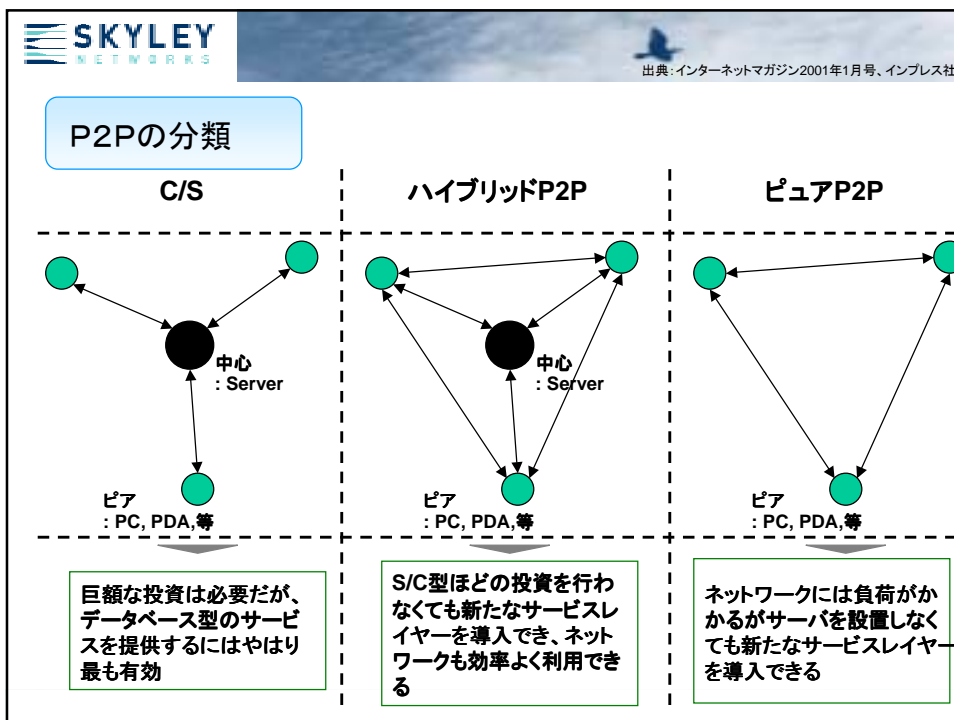 SKYLEY
NETWORKS
出典:インターネットマガジン2001年1月号、インプレス社
P2Pの分類
C/S
ハイブリッドP2P
ピュアP2P
中心
: Server
中心
: Server
ピア
: PC, PDA,等
ピア
: PC, PDA,等
ピア
: PC, PDA,等
巨額な投資は必要だが、
データベース型のサービ
スを提供するにはやはり
最も有効
S/C型ほどの投資を行わ
なくても新たなサービスレ
イヤーを導入でき、ネット
ワークも効率よく利用でき
る
ネットワークには負荷がか
かるがサーバを設置しなく
ても新たなサービスレイヤー
を導入できる